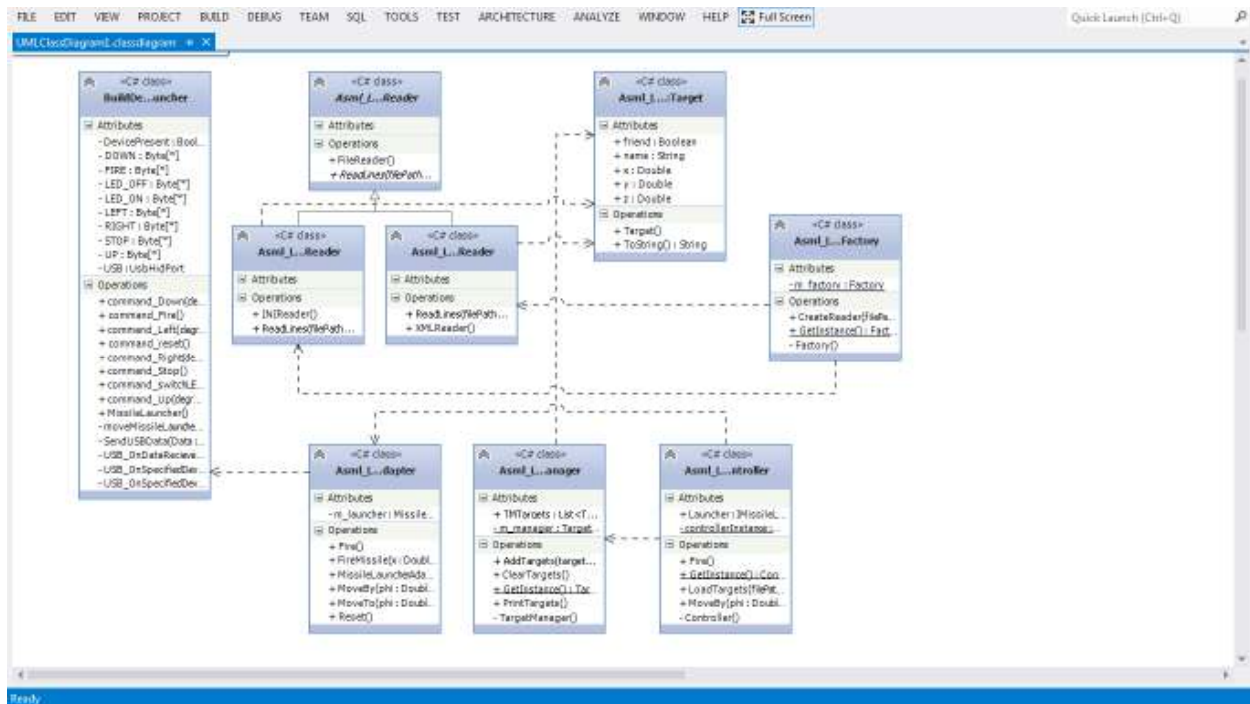 FILE EDIT VIEW PROJECT BUILD DEBUG TEAM SQL TOOLS TEST ARCHITECTURE ANALYZE WINDOW HELP Full Screen Quick Launch (Ctrl+Q)
UMLClassDiagram1.classdiagram
«C# class»
BuildDe...uncher
Attributes
- DevicePresent : Bool...
- DOWN : Byte[*]
- FIRE : Byte[*]
- LED_OFF : Byte[*]
- LED_ON : Byte[*]
- LEFT : Byte[*]
- RIGHT : Byte[*]
- STOP : Byte[*]
- UP : Byte[*]
- USB : UsbHidPort
Operations
+ command_Down(de...
+ command_Fire()
+ command_Left(degr...
+ command_reset()
+ command_Right(de...
+ command_Stop()
+ command_switchLE...
+ command_Up(degr...
+ MissileLauncher()
- moveMissileLaunche...
- SendUSBData(Data : ...
- USB_OnDataRecieve...
- USB_OnSpecifiedDev...
- USB_OnSpecifiedDev...
«C# class»
Asml_L...Reader
Attributes
Operations
+ FileReader()
+ ReadLines(filePath...
«C# class»
Asml_L...:Target
Attributes
+ friend : Boolean
+ name : String
+ x : Double
+ y : Double
+ z : Double
Operations
+ Target()
+ ToString() : String
«C# class»
Asml_L...Reader
Attributes
Operations
+ INIReader()
+ ReadLines(filePath...
«C# class»
Asml_L...Reader
Attributes
Operations
+ ReadLines(filePath...
+ XMLReader()
«C# class»
Asml_L...Factory
Attributes
- m_factory : Factory
Operations
+ CreateReader(filePa...
+ GetInstance() : Fact...
- Factory()
«C# class»
Asml_L...dapter
Attributes
- m_launcher : Missile...
Operations
+ Fire()
+ FireMissile(x : Doubl...
+ MissileLauncherAda...
+ MoveBy(phi : Doubl...
+ MoveTo(phi : Doubl...
+ Reset()
«C# class»
Asml_L...anager
Attributes
+ TMTargets : List<T...
- m_manager : Target...
Operations
+ AddTargets(target...
+ ClearTargets()
+ GetInstance() : Tar...
+ PrintTargets()
- TargetManager()
«C# class»
Asml_L...ntroller
Attributes
+ Launcher : IMissileL...
- controllerInstance : ...
Operations
+ Fire()
+ GetInstance() : Con...
+ LoadTargets(filePat...
+ MoveBy(phi : Doubl...
- Controller()
Ready